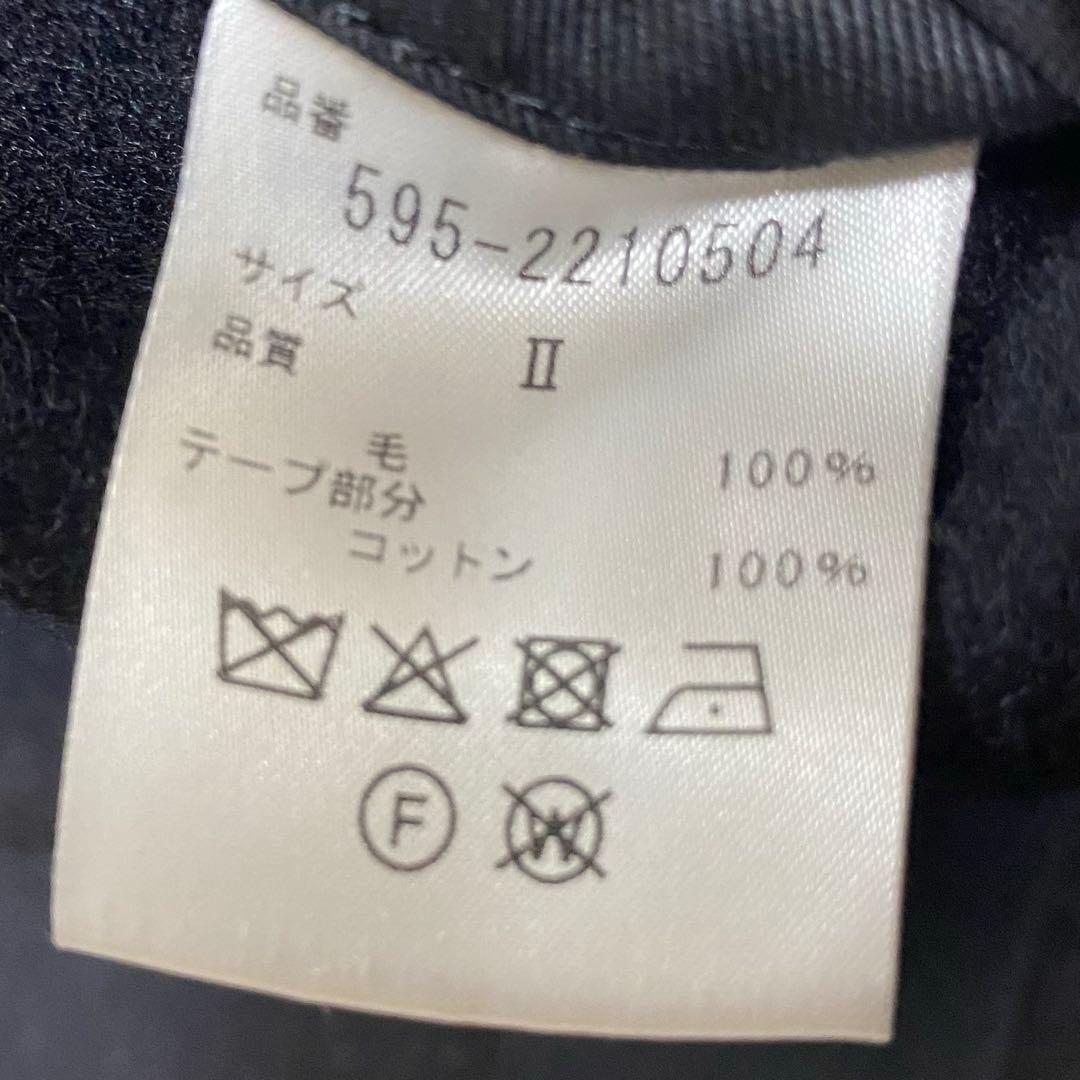 品番
595-2210504
サイズ
II
品質
毛 100%
テープ部分
コットン 100%
F W